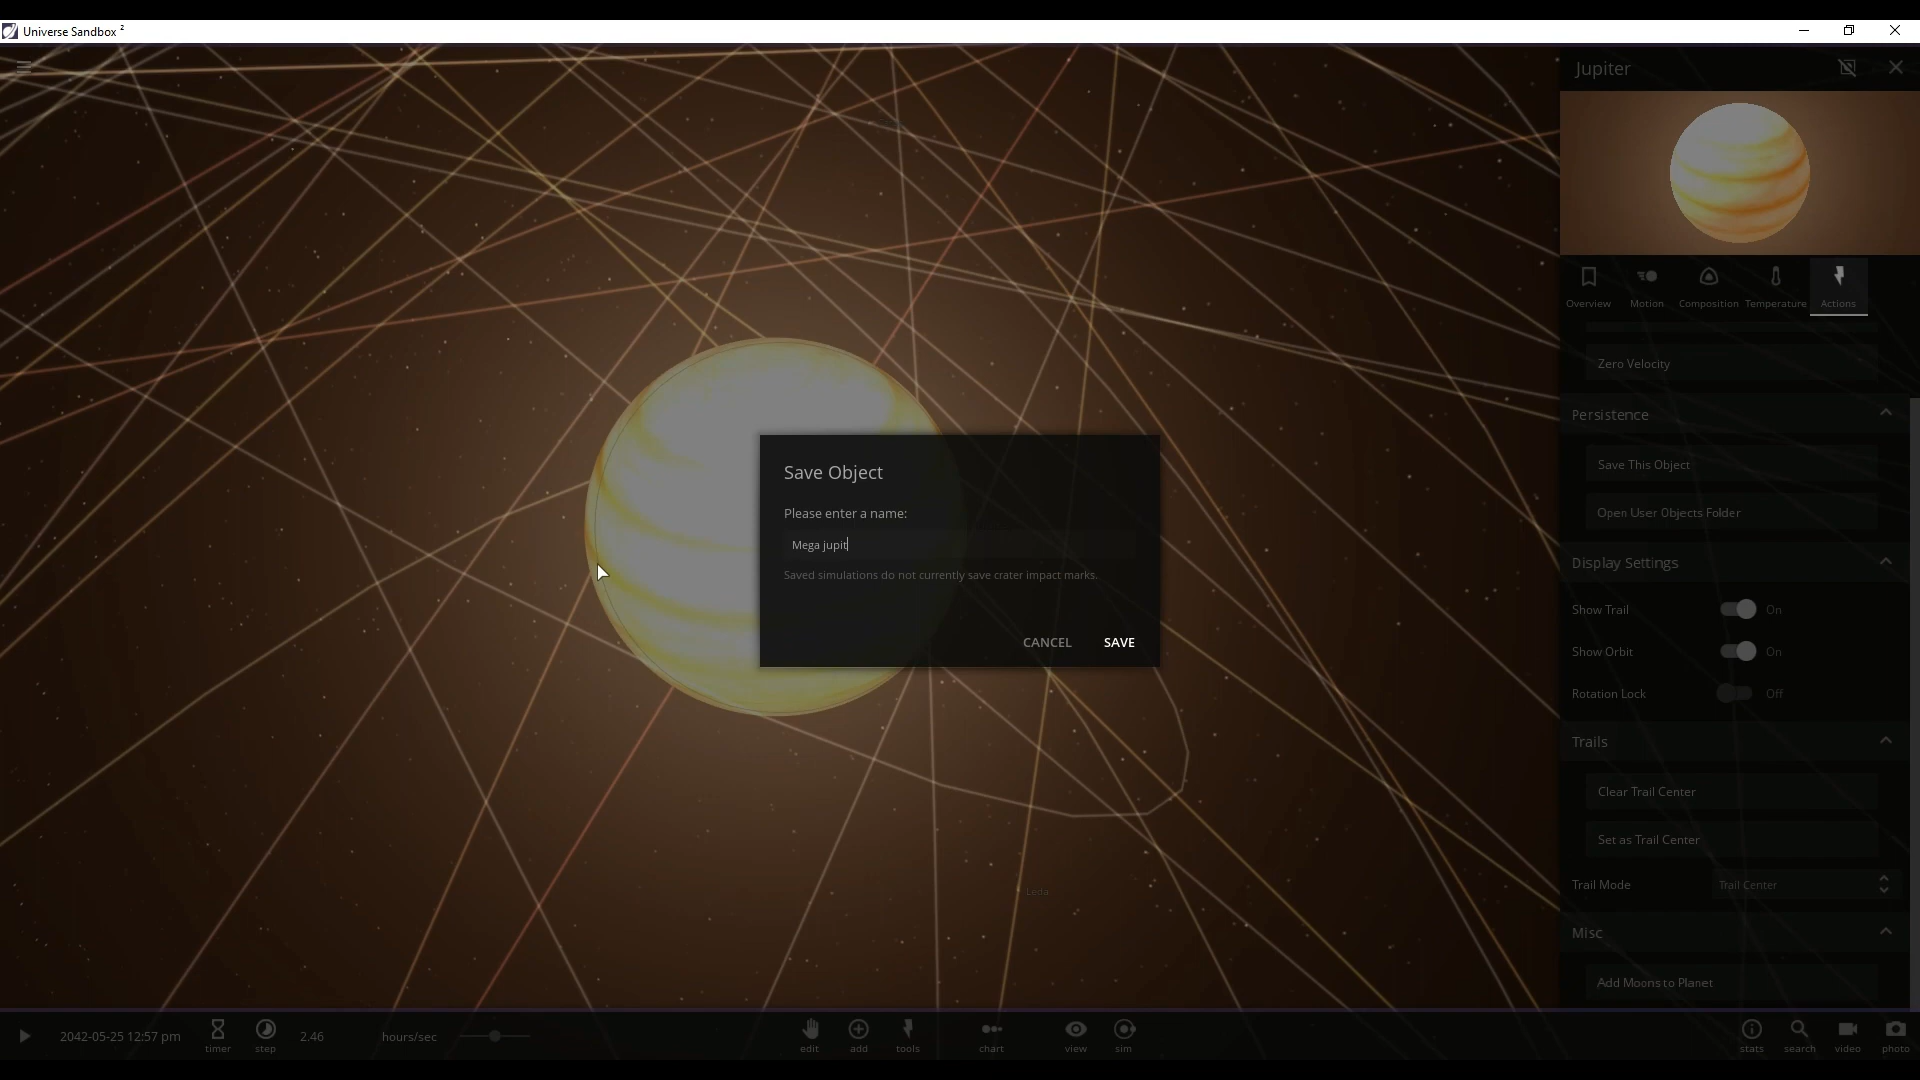 Universe Sandbox ²
Jupiter
Overview
Motion
Composition
Temperature
Actions
Zero Velocity
Persistence
Save This Object
Open User Objects Folder
Display Settings
Show Trail On
Show Orbit On
Rotation Lock Off
Trails
Clear Trail Center
Set as Trail Center
Trail Mode Trail Center
Misc
Add Moons to Planet
Save Object
Please enter a name:
Mega jupit
Saved simulations do not currently save crater impact marks.
CANCEL SAVE
Leda
2042-05-25 12:57 pm
timer
step
2.46 hours/sec
edit
add
tools
chart
view
sim
stats
search
video
photo